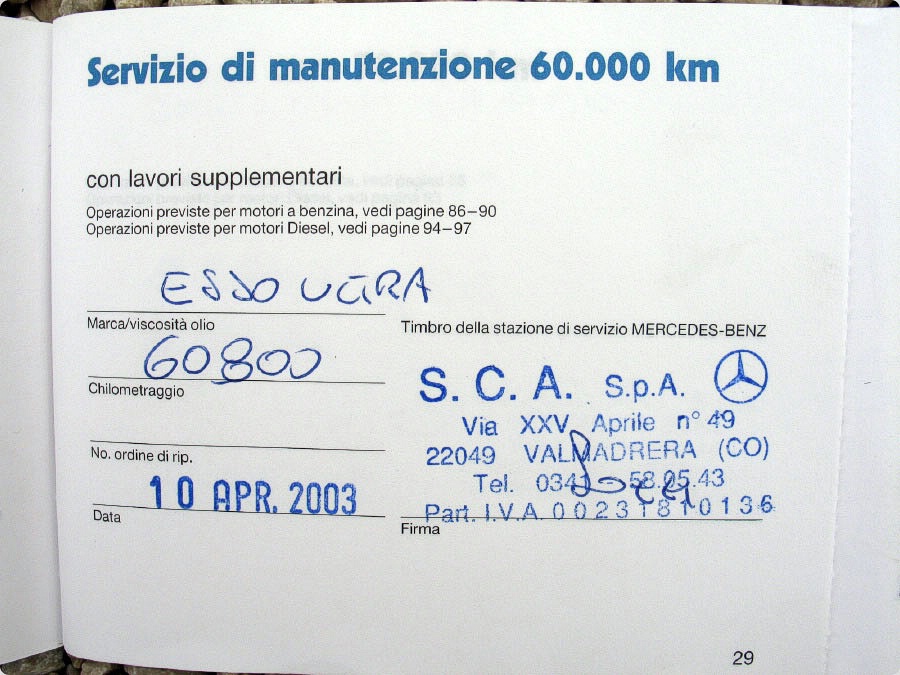 Servizio di manutenzione 60.000 km
con lavori supplementari
Operazioni previste per motori a benzina, vedi pagine 86–90
Operazioni previste per motori Diesel, vedi pagine 94–97
ESSO ULTRA
Marca/viscosità olio
60800
Chilometraggio
No. ordine di rip.
10 APR. 2003
Data
Timbro della stazione di servizio MERCEDES-BENZ
S. C. A. S.p.A.
Via XXV Aprile n° 49
22049 VALMADRERA (CO)
Tel. 0341 - 58.05.43
Part. I.V.A. 00231810136
Firma
29